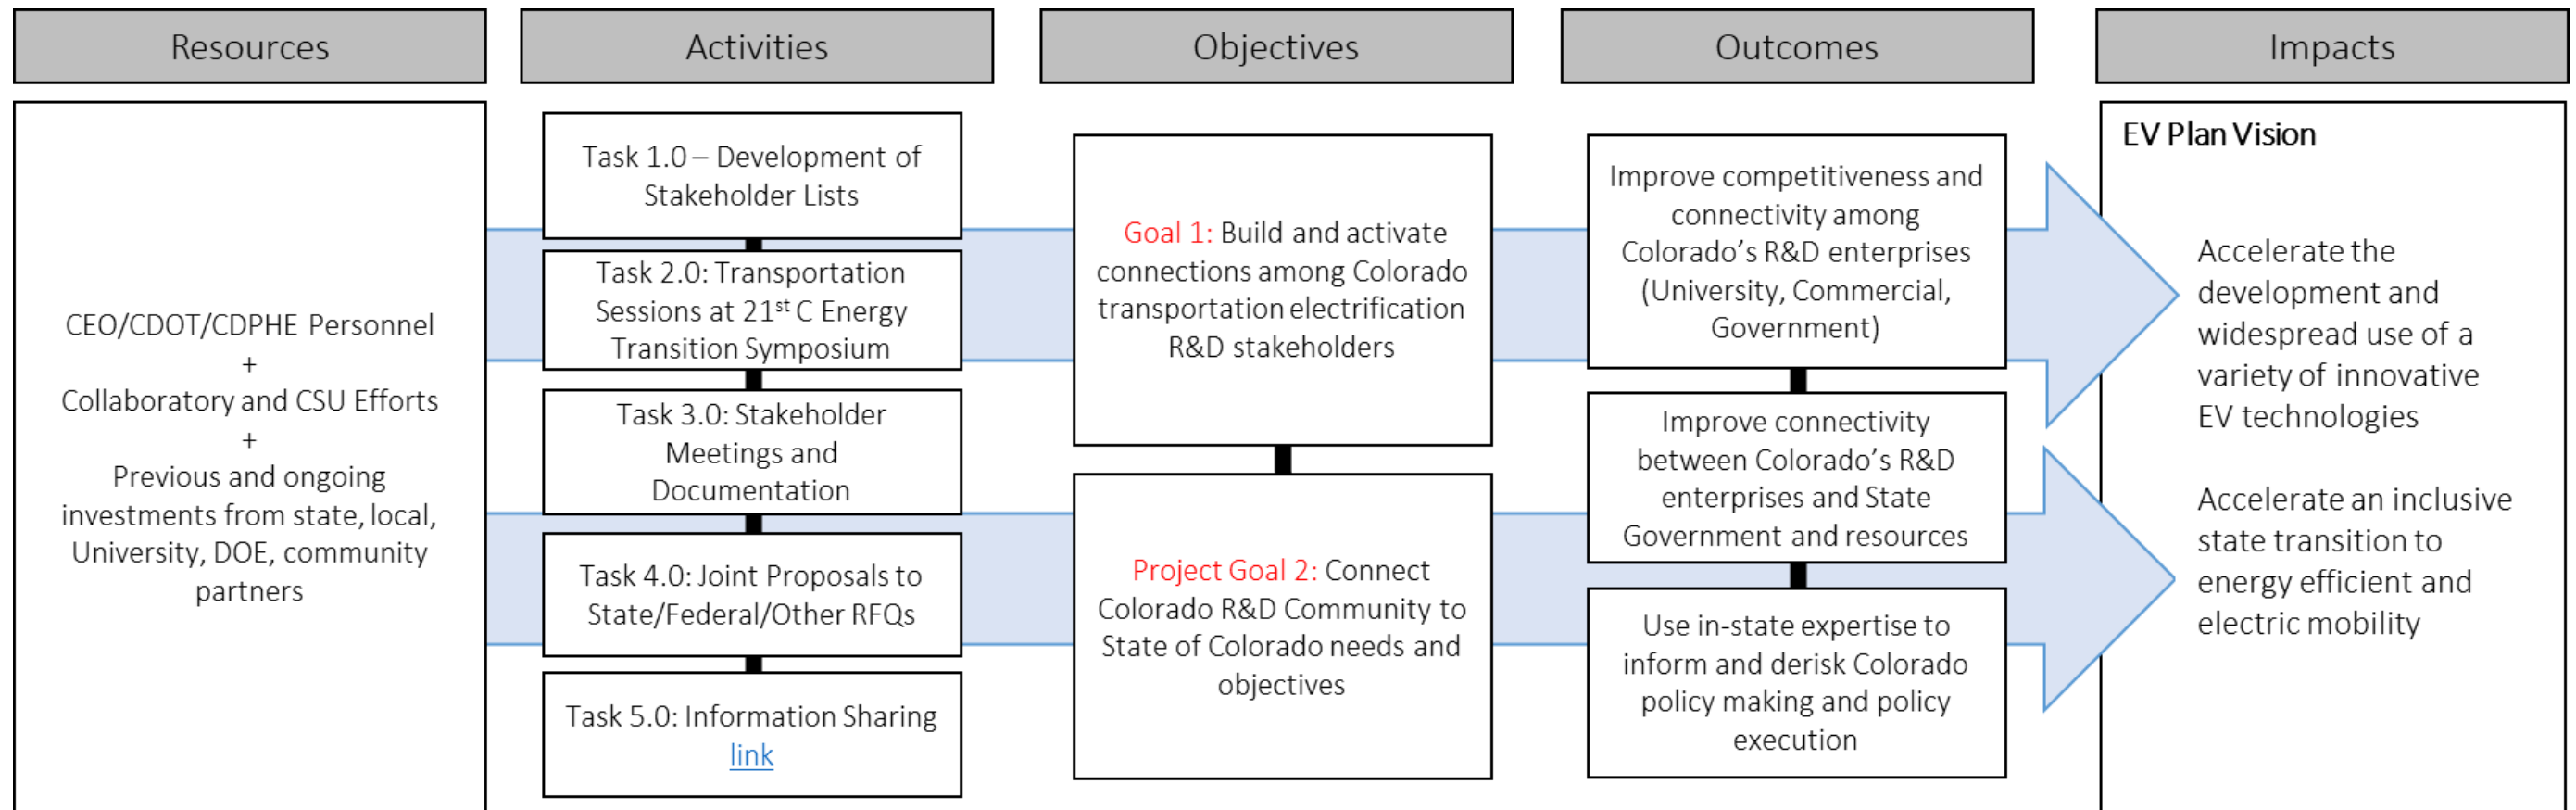 Resources
Activities
Objectives
Outcomes
Impacts
CEO/CDOT/CDPHE Personnel
+
Collaboratory and CSU Efforts
+
Previous and ongoing
investments from state, local,
University, DOE, community
partners
Task 1.0 – Development of
Stakeholder Lists
Task 2.0: Transportation
Sessions at 21st C Energy
Transition Symposium
Task 3.0: Stakeholder
Meetings and
Documentation
Task 4.0: Joint Proposals to
State/Federal/Other RFQs
Task 5.0: Information Sharing
link
Goal 1: Build and activate
connections among Colorado
transportation electrification
R&D stakeholders
Project Goal 2: Connect
Colorado R&D Community to
State of Colorado needs and
objectives
Improve competitiveness and
connectivity among
Colorado’s R&D enterprises
(University, Commercial,
Government)
Improve connectivity
between Colorado’s R&D
enterprises and State
Government and resources
Use in-state expertise to
inform and derisk Colorado
policy making and policy
execution
EV Plan Vision
Accelerate the
development and
widespread use of a
variety of innovative
EV technologies
Accelerate an inclusive
state transition to
energy efficient and
electric mobility